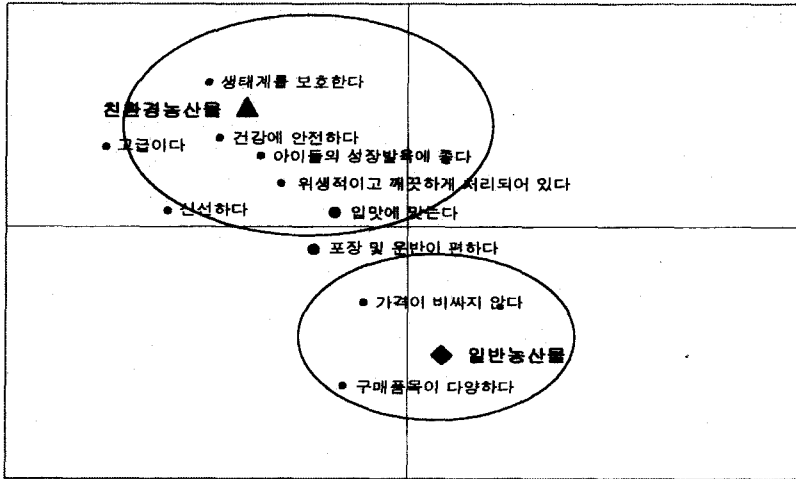 생태계를 보호한다
친환경농산물
건강에 안전하다
고급이다
아이들의 성장발육에 좋다
위생적이고 깨끗하게 처리되어 있다
신선하다
입맛에 맞는다
포장 및 운반이 편하다
가격이 비싸지 않다
일반농산물
구매품목이 다양하다